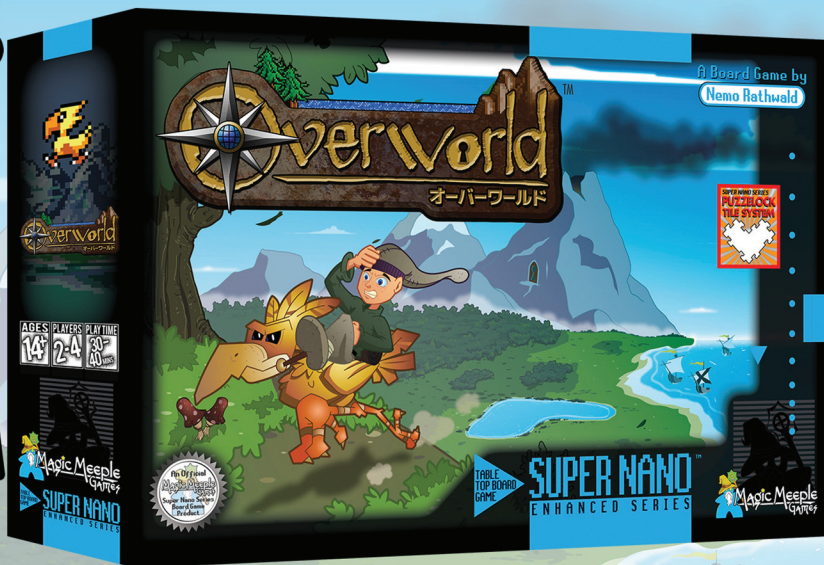 Overworld
オーバーワールド
AGES
14+
PLAYERS
2-4
PLAY TIME
30-
40 MINS
Magic Meeple
GAMES
SUPER NANO
ENHANCED SERIES
Overworld
TM
オーバーワールド
A Board Game by
Nemo Rathwald
SUPER NANO SERIES
PUZZLOCK
TILE SYSTEM
An Official
Magic Meeple
GAMES
Super Nano Series
Board Game
Product
TABLE
TOP BOARD
GAME
SUPER NANO™
ENHANCED SERIES
Magic Meeple
GAMES